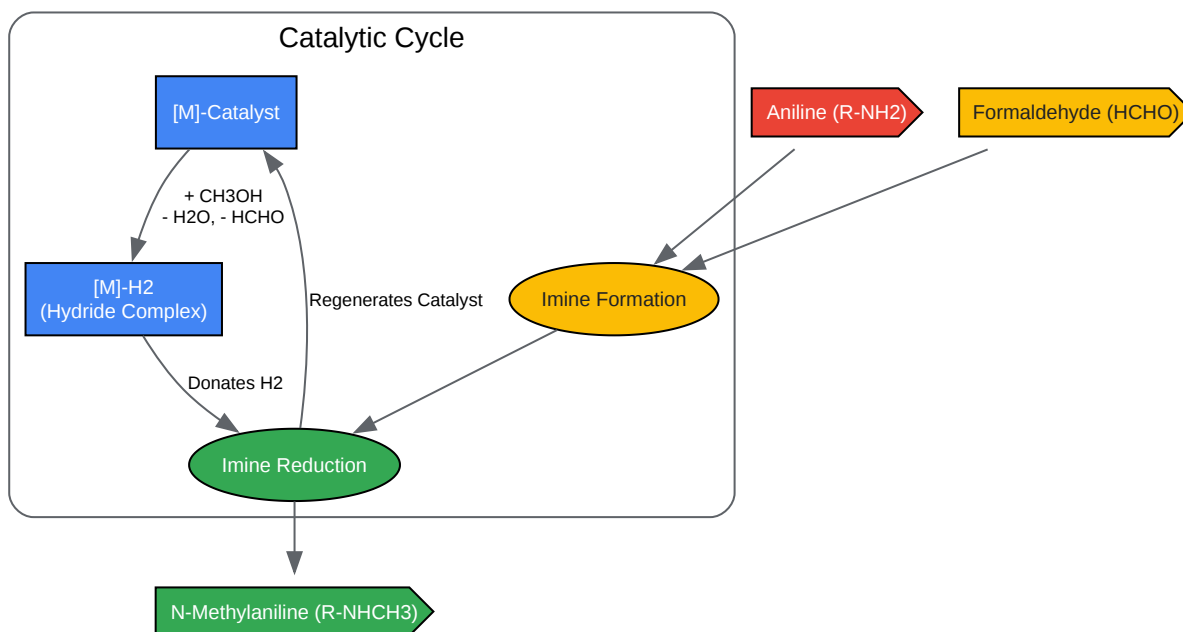 Catalytic Cycle
[M]-Catalyst
Aniline (R-NH2)
Formaldehyde (HCHO)
+ CH3OH
- H2O, - HCHO
[M]-H2
(Hydride Complex)
Regenerates Catalyst
Imine Formation
Donates H2
Imine Reduction
N-Methylaniline (R-NHCH3)